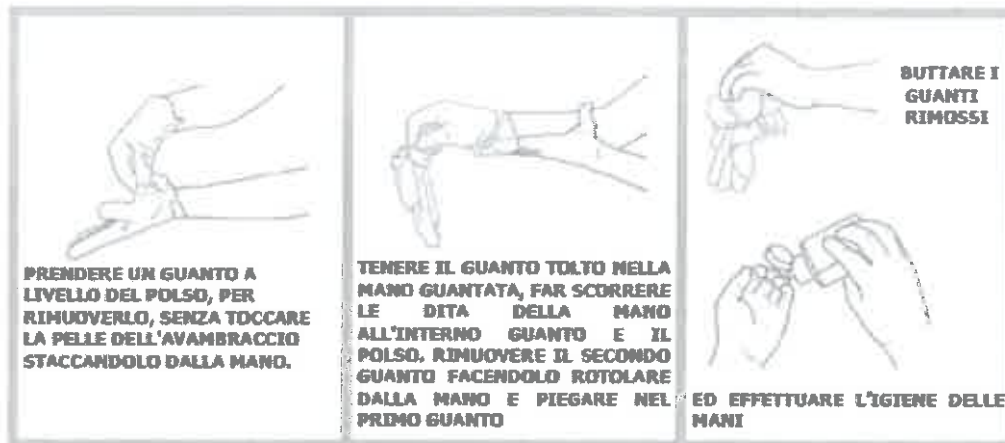 PRENDERE UN GUANTO A
LIVELLO DEL POLSO, PER
RIMUOVERLO, SENZA TOCCARE
LA PELLE DELL'AVAMBRACCIO
STACCANDOLO DALLA MANO.
TENERE IL GUANTO TOLTO NELLA
MANO GUANTATA, FAR SCORRERE
LE DITA DELLA MANO
ALL'INTERNO GUANTO E IL
POLSO. RIMUOVERE IL SECONDO
GUANTO FACENDOLO ROTOLARE
DALLA MANO E PIEGARE NEL
PRIMO GUANTO
BUTTARE I
GUANTI
RIMOSSI
ED EFFETTUARE L'IGIENE DELLE
MANI